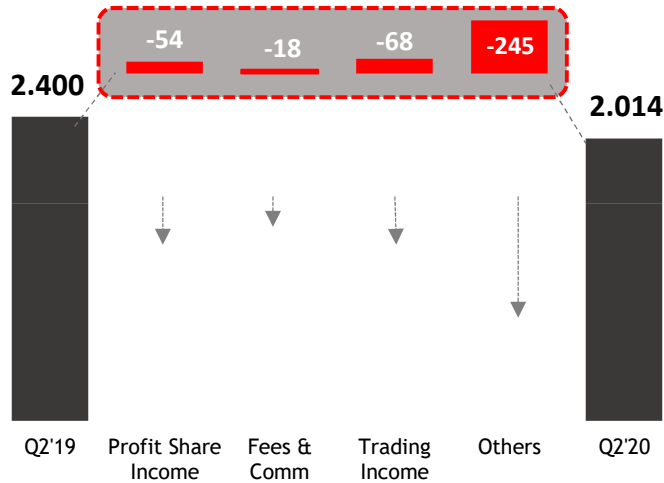 -54
-18
-68
-245
2.400
2.014
Q2'19
Profit Share
Income
Fees &
Comm
Trading
Income
Others
Q2'20